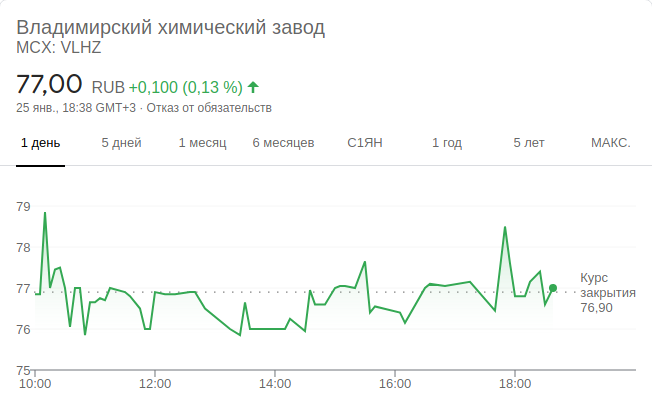 Владимирский химический завод
MCX: VLHZ
77,00 RUB +0,100 (0,13 %)
25 янв., 18:38 GMT+3 · Отказ от обязательств
1 день 5 дней 1 месяц 6 месяцев С1ЯН 1 год 5 лет МАКС.
79
78
77
76
75
Курс
закрытия
76,90
10:00 12:00 14:00 16:00 18:00